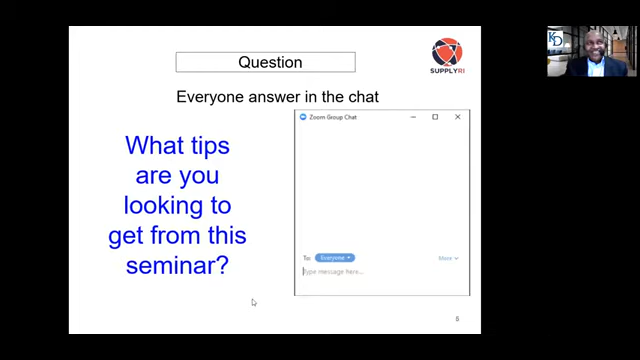 Question
SUPPLYRI
Everyone answer in the chat
What tips
are you
looking to
get from this
seminar?
Zoom Group Chat
To: Everyone
More
Type message here...
5
KD